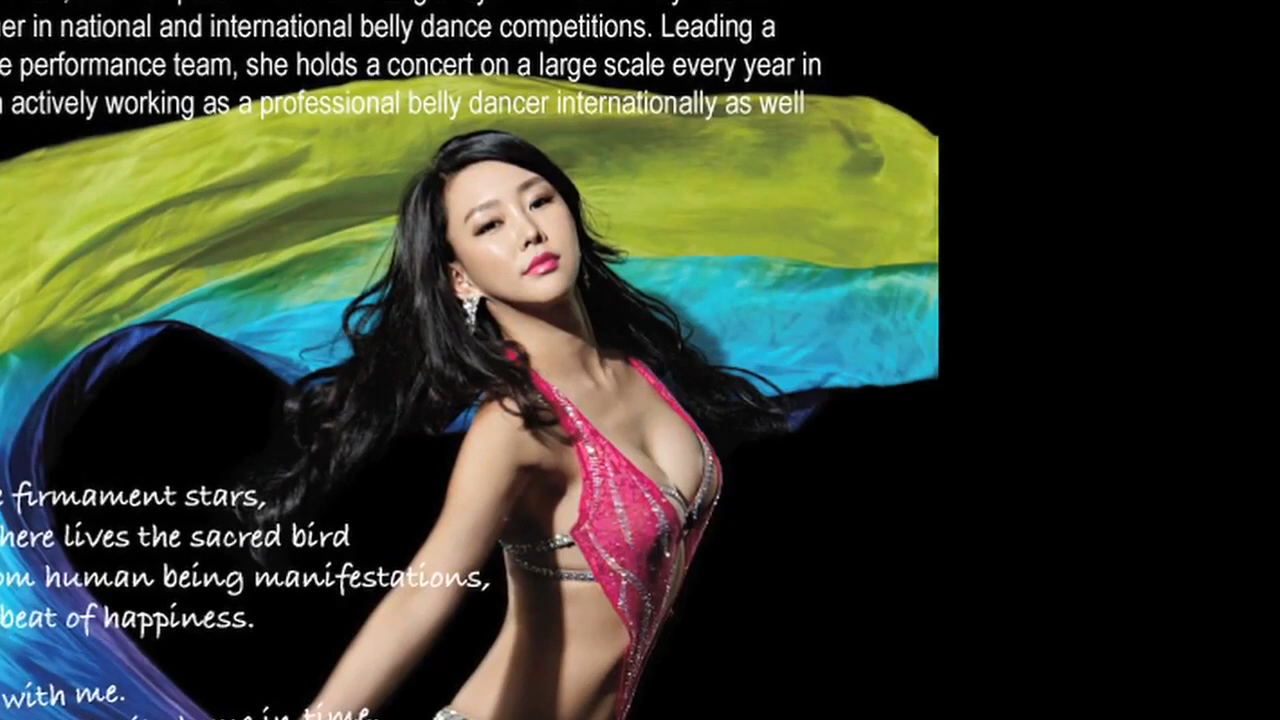 er in national and international belly dance competitions. Leading a
e performance team, she holds a concert on a large scale every year in
actively working as a professional belly dancer internationally as well
firmament stars,
here lives the sacred bird
om human being manifestations,
beat of happiness.
with me.
in time.